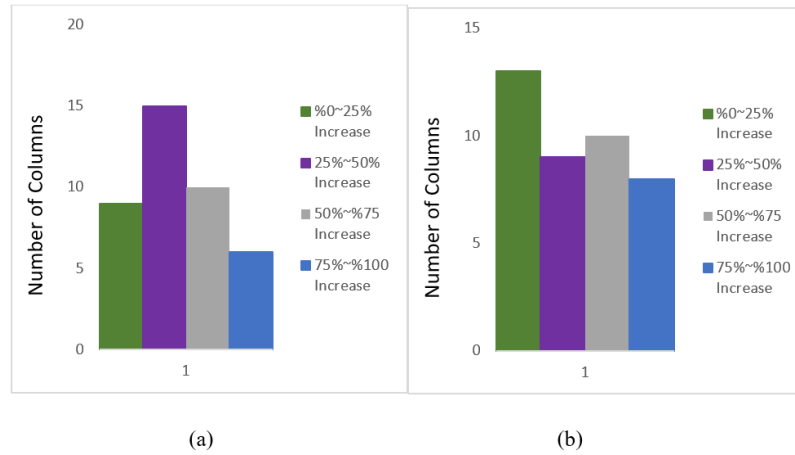 20
15
10
5
0
Number of Columns
1
%0~25%
Increase
25%~50%
Increase
50%~%75
Increase
75%~%100
Increase
(a)
15
10
5
0
Number of Columns
1
%0~25%
Increase
25%~50%
Increase
50%~%75
Increase
75%~%100
Increase
(b)